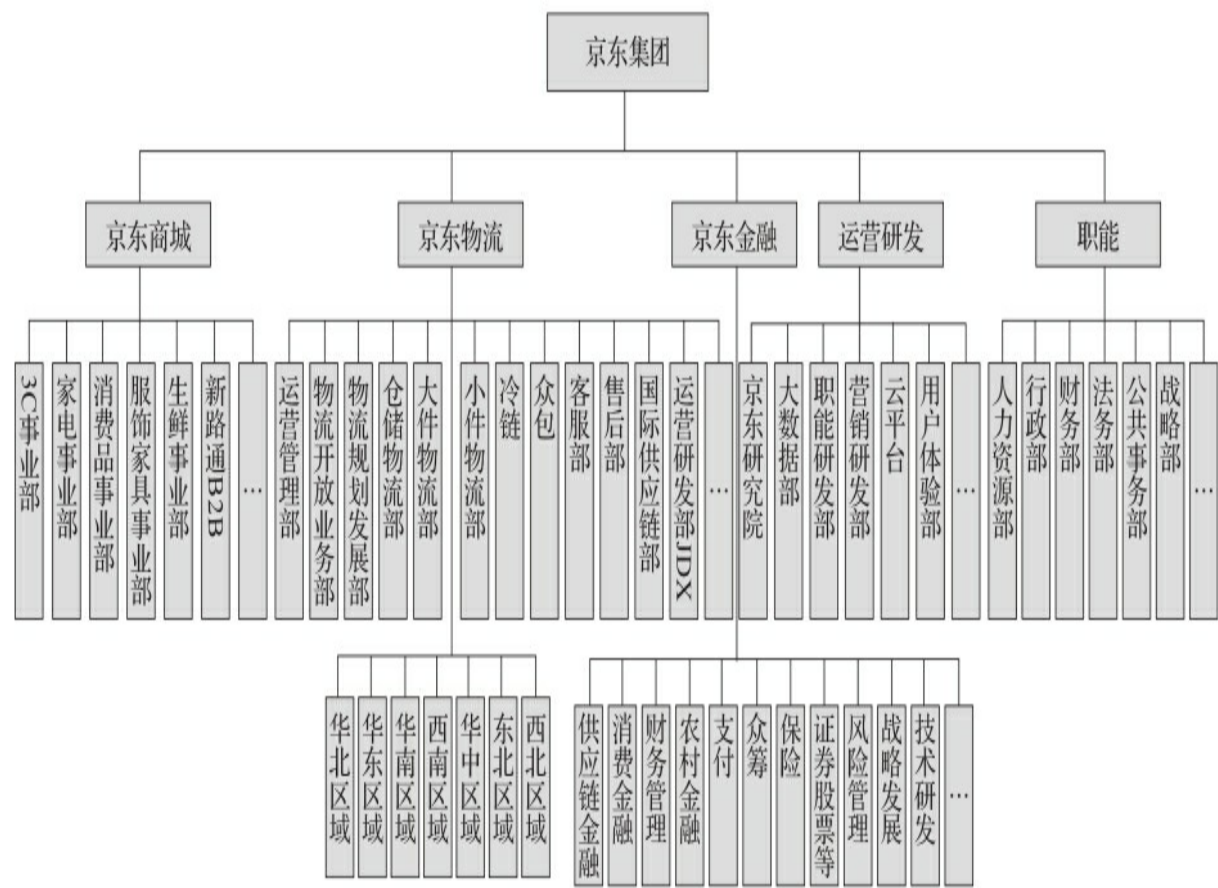 京东集团
京东商城
京东物流
京东金融
运营研发
职能
3C事业部
家电事业部
消费品事业部
服饰家具事业部
生鲜事业部
新路通B2B
…
运营管理部
物流开放业务部
物流规划发展部
仓储物流部
大件物流部
小件物流部
冷链
众包
客服部
售后部
国际供应链部
运营研发部JDX
…
京东研究院
大数据部
职能研发部
营销研发部
云平台
用户体验部
…
人力资源部
行政部
财务部
法务部
公共事务部
战略部
…
华北区域
华东区域
华南区域
西南区域
华中区域
东北区域
西北区域
供应链金融
消费金融
财务管理
农村金融
支付
众筹
保险
证券股票等
风险管理
战略发展
技术研发
…